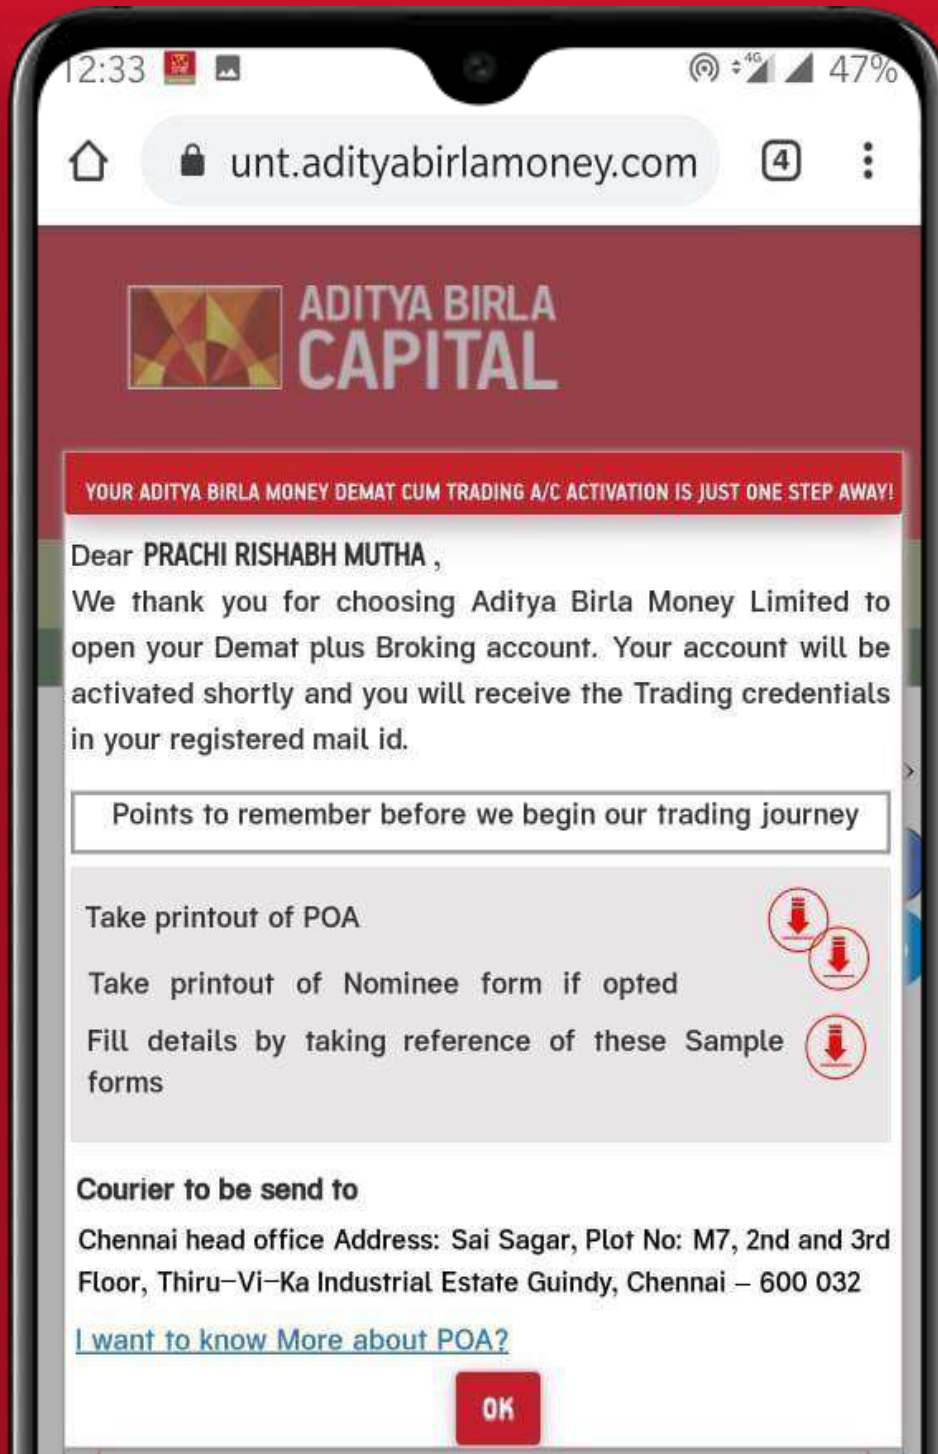 12:33
4G
47%
unt.adityabirlamoney.com
4
ADITYA BIRLA
CAPITAL
YOUR ADITYA BIRLA MONEY DEMAT CUM TRADING A/C ACTIVATION IS JUST ONE STEP AWAY!
Dear PRACHI RISHABH MUTHA ,
We thank you for choosing Aditya Birla Money Limited to
open your Demat plus Broking account. Your account will be
activated shortly and you will receive the Trading credentials
in your registered mail id.
Points to remember before we begin our trading journey
Take printout of POA
Take printout of Nominee form if opted
Fill details by taking reference of these Sample
forms
Courier to be send to
Chennai head office Address: Sai Sagar, Plot No: M7, 2nd and 3rd
Floor, Thiru-Vi-Ka Industrial Estate Guindy, Chennai – 600 032
I want to know More about POA?
OK